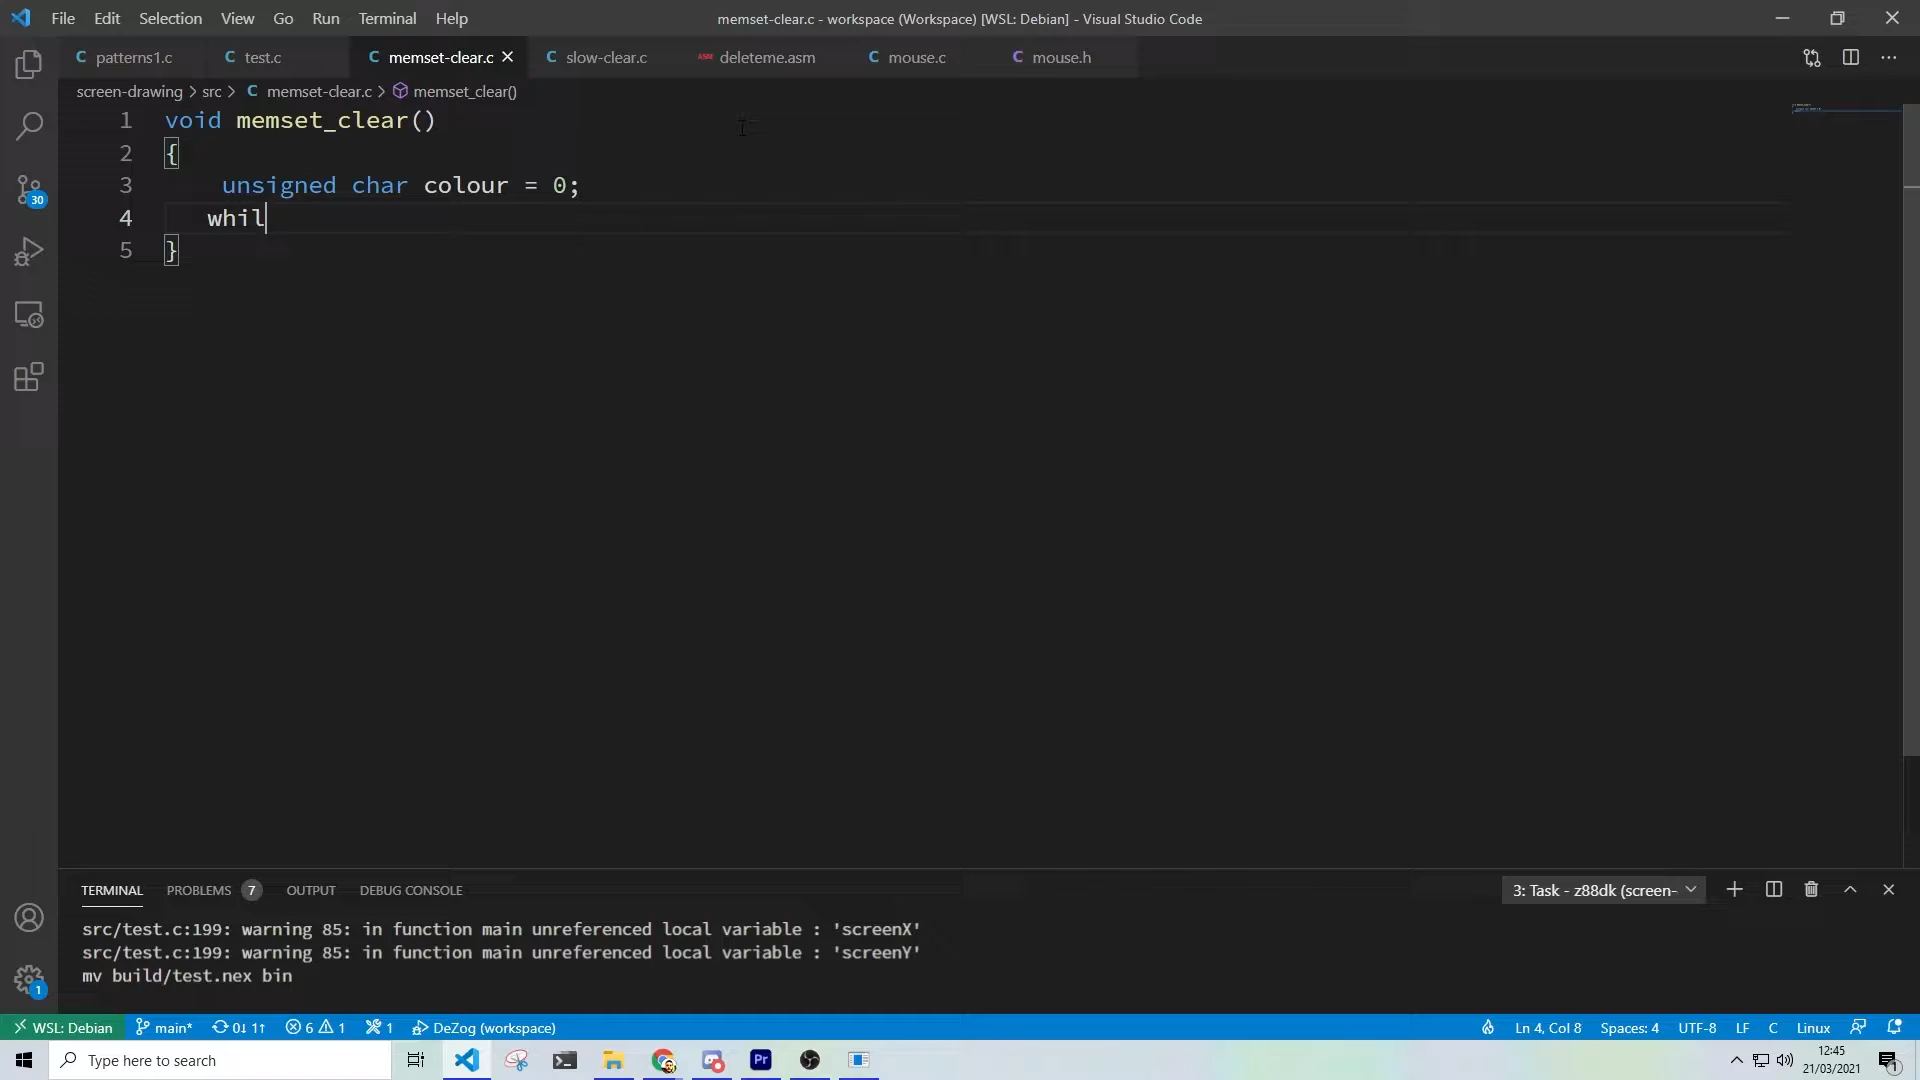 File Edit Selection View Go Run Terminal Help
memset-clear.c - workspace (Workspace) [WSL: Debian] - Visual Studio Code
C patterns1.c C test.c C memset-clear.c C slow-clear.c ASM deleteme.asm C mouse.c C mouse.h
screen-drawing > src > C memset-clear.c > memset_clear()
1 void memset_clear()
2 {
3 unsigned char colour = 0;
4 whil
5 }
30
1
TERMINAL PROBLEMS 7 OUTPUT DEBUG CONSOLE
3: Task - z88dk (screen-
src/test.c:199: warning 85: in function main unreferenced local variable : 'screenX'
src/test.c:199: warning 85: in function main unreferenced local variable : 'screenY'
mv build/test.nex bin
WSL: Debian main* 0↓ 1↑ 6 1 1 DeZog (workspace)
Ln 4, Col 8 Spaces: 4 UTF-8 LF C Linux
Type here to search
Pr
12:45
21/03/2021
1